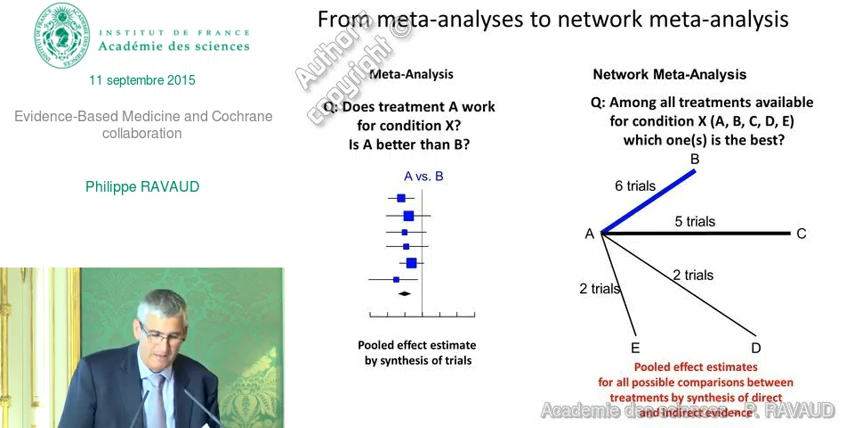 INSTITUT DE FRANCE
Académie des sciences
11 septembre 2015
Evidence-Based Medicine and Cochrane
collaboration
Philippe RAVAUD
From meta-analyses to network meta-analysis
Author
copyright ©
Meta-Analysis
Q: Does treatment A work
for condition X?
Is A better than B?
A vs. B
Pooled effect estimate
by synthesis of trials
Network Meta-Analysis
Q: Among all treatments available
for condition X (A, B, C, D, E)
which one(s) is the best?
B
6 trials
5 trials
A
C
2 trials
2 trials
E
D
Pooled effect estimates
for all possible comparisons between
treatments by synthesis of direct
and indirect evidence
Academie des sciences - P. RAVAUD